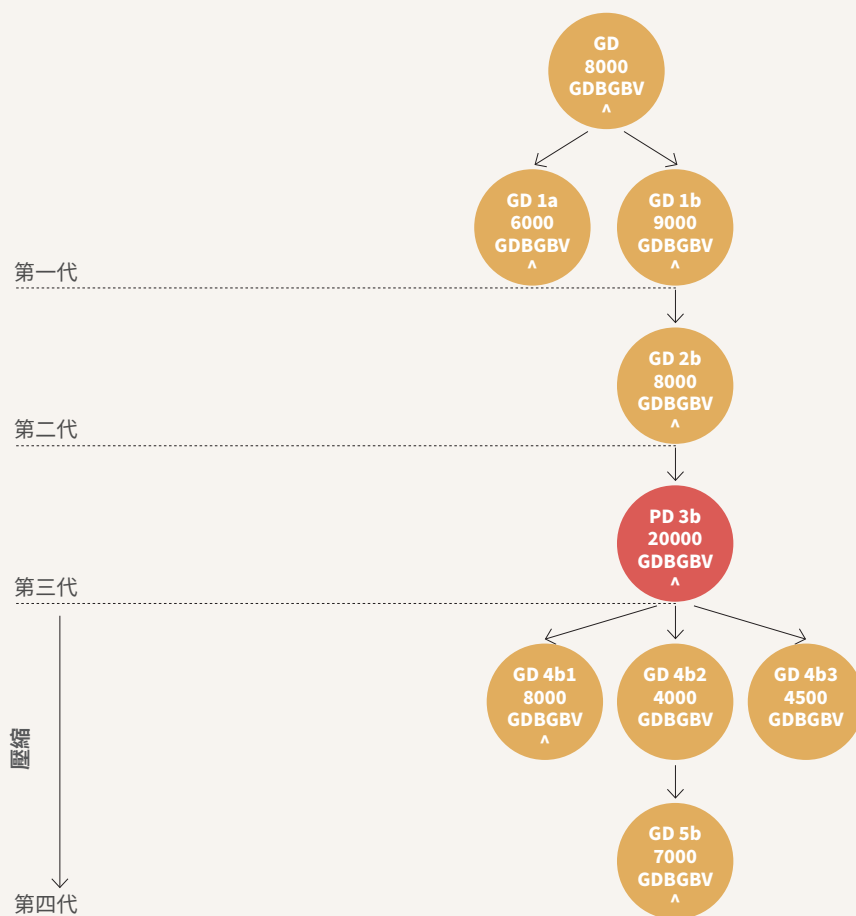 GD
8000
GDBGBV
^
GD 1a
6000
GDBGBV
^
GD 1b
9000
GDBGBV
^
第一代
GD 2b
8000
GDBGBV
^
第二代
PD 3b
20000
GDBGBV
^
第三代
GD 4b1
8000
GDBGBV
^
GD 4b2
4000
GDBGBV
GD 4b3
4500
GDBGBV
壓縮
GD 5b
7000
GDBGBV
^
第四代